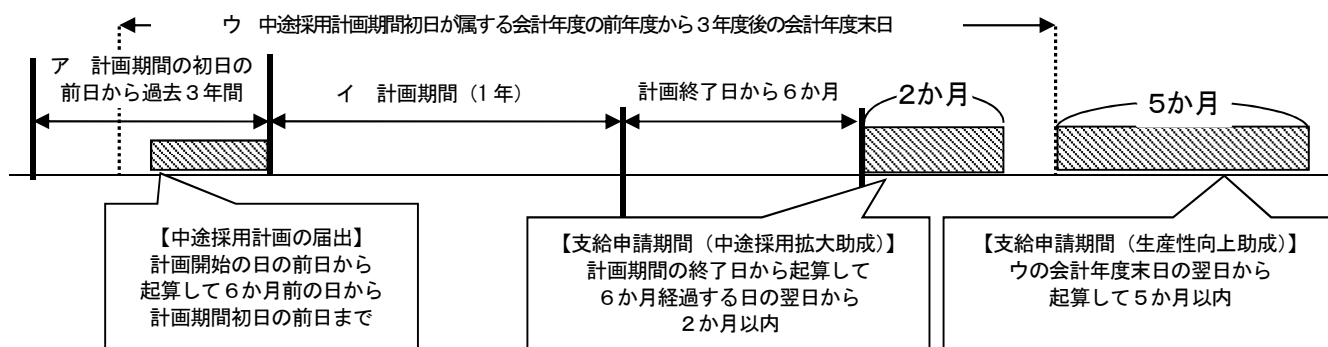 ウ 中途採用計画期間初日が属する会計年度の前年度から３年度後の会計年度末日
ア 計画期間の初日の
前日から過去３年間
イ 計画期間（1 年）
計画終了日から６か月
２か月
５か月
【中途採用計画の届出】
計画開始の日の前日から
起算して６か月前の日から
計画期間初日の前日まで
【支給申請期間（中途採用拡大助成）】
計画期間の終了日から起算して
６か月経過する日の翌日から
２か月以内
【支給申請期間（生産性向上助成）】
ウの会計年度末日の翌日から
起算して５か月以内